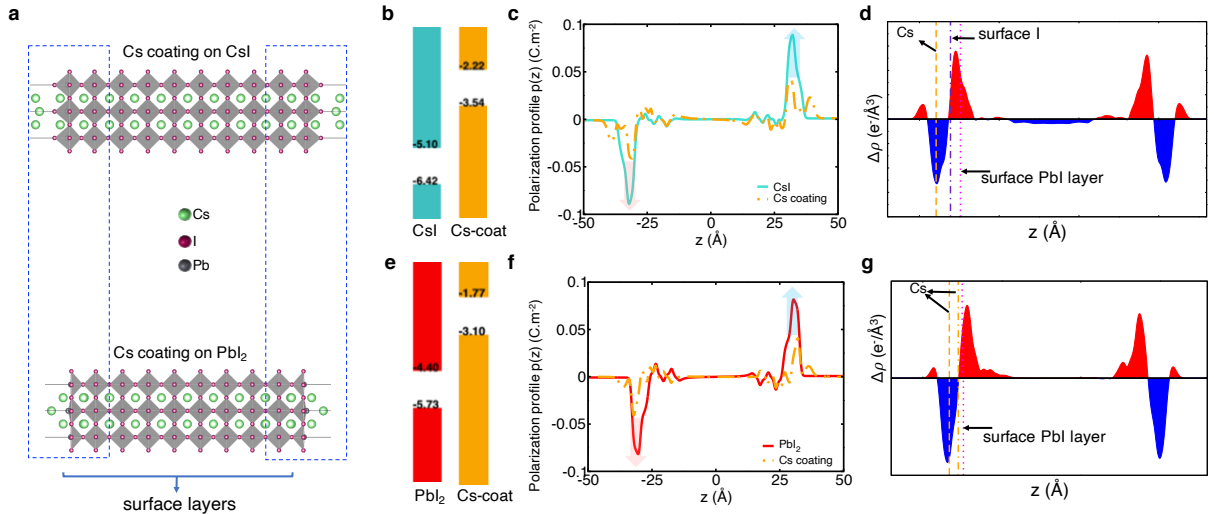 a
Cs coating on CsI
Cs
I
Pb
Cs coating on PbI2
surface layers
b
-2.22
-3.54
-5.10
-6.42
CsI
Cs-coat
c
Polarization profile p(z) (C.m-2)
0.1
0.05
0
-0.05
-0.1
CsI
Cs coating
-50
-25
0
25
50
z (Å)
d
Cs
surface I
surface PbI layer
Δρ (e-/Å3)
z (Å)
e
-1.77
-3.10
-4.40
-5.73
PbI2
Cs-coat
f
Polarization profile p(z) (C.m-2)
0.1
0.05
0
-0.05
-0.1
PbI2
Cs coating
-50
-25
0
25
50
z (Å)
g
Cs
surface PbI layer
Δρ (e-/Å3)
z (Å)